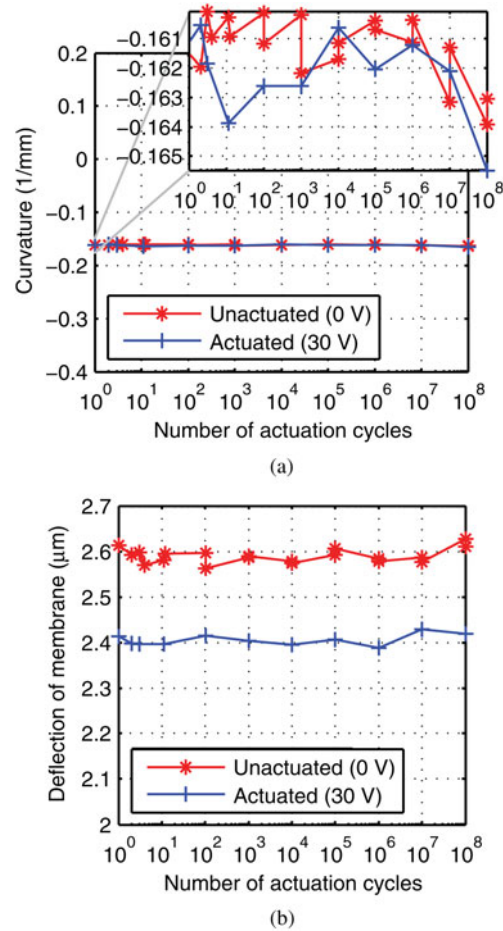 0.2
0.1
0
−0.1
−0.2
−0.3
−0.4
Curvature (1/mm)
−0.161
−0.162
−0.163
−0.164
−0.165
10^0 10^1 10^2 10^3 10^4 10^5 10^6 10^7 10^8
Unactuated (0 V)
Actuated (30 V)
10^0 10^1 10^2 10^3 10^4 10^5 10^6 10^7 10^8
Number of actuation cycles
(a)
2.7
2.6
2.5
2.4
2.3
2.2
2.1
2
Deflection of membrane (μm)
Unactuated (0 V)
Actuated (30 V)
10^0 10^1 10^2 10^3 10^4 10^5 10^6 10^7 10^8
Number of actuation cycles
(b)